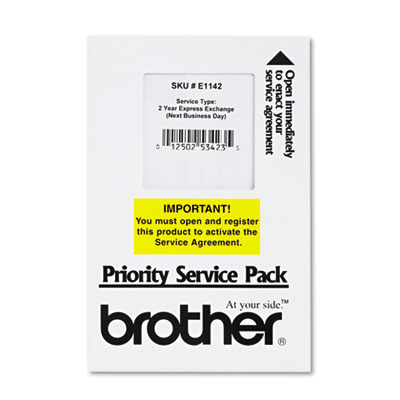 SKU # E1142
Service Type:
2 Year Express Exchange
(Next Business Day)
0 12502 53423 5
Open immediately
to enact your
service agreement
IMPORTANT!
You must open and register
this product to activate the
Service Agreement.
Priority Service Pack
At your side.™
brother®